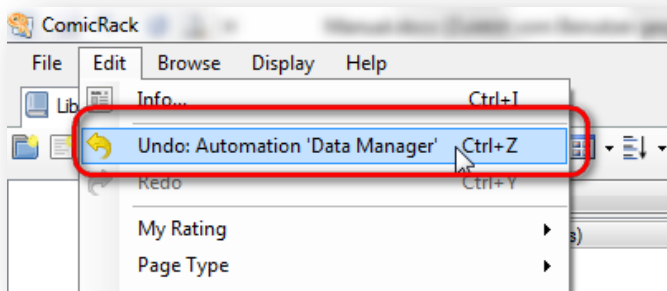 ComicRack
File Edit Browse Display Help
Lib
Info... Ctrl+I
Undo: Automation 'Data Manager' Ctrl+Z
Redo Ctrl+Y
My Rating
s)
Page Type